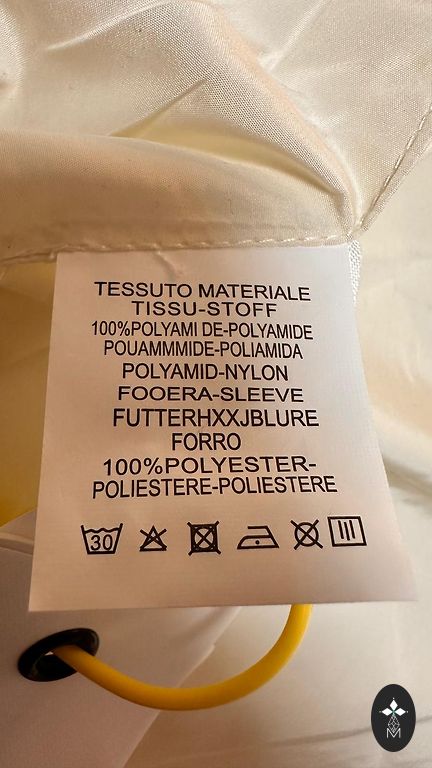 TESSUTO MATERIALE
TISSU-STOFF
100%POLYAMI DE-POLYAMIDE
POUAMMMIDE-POLIAMIDA
POLYAMID-NYLON
FOOERA-SLEEVE
FUTTERHXXJBLURE
FORRO
100%POLYESTER-
POLIESTERE-POLIESTERE
30
M